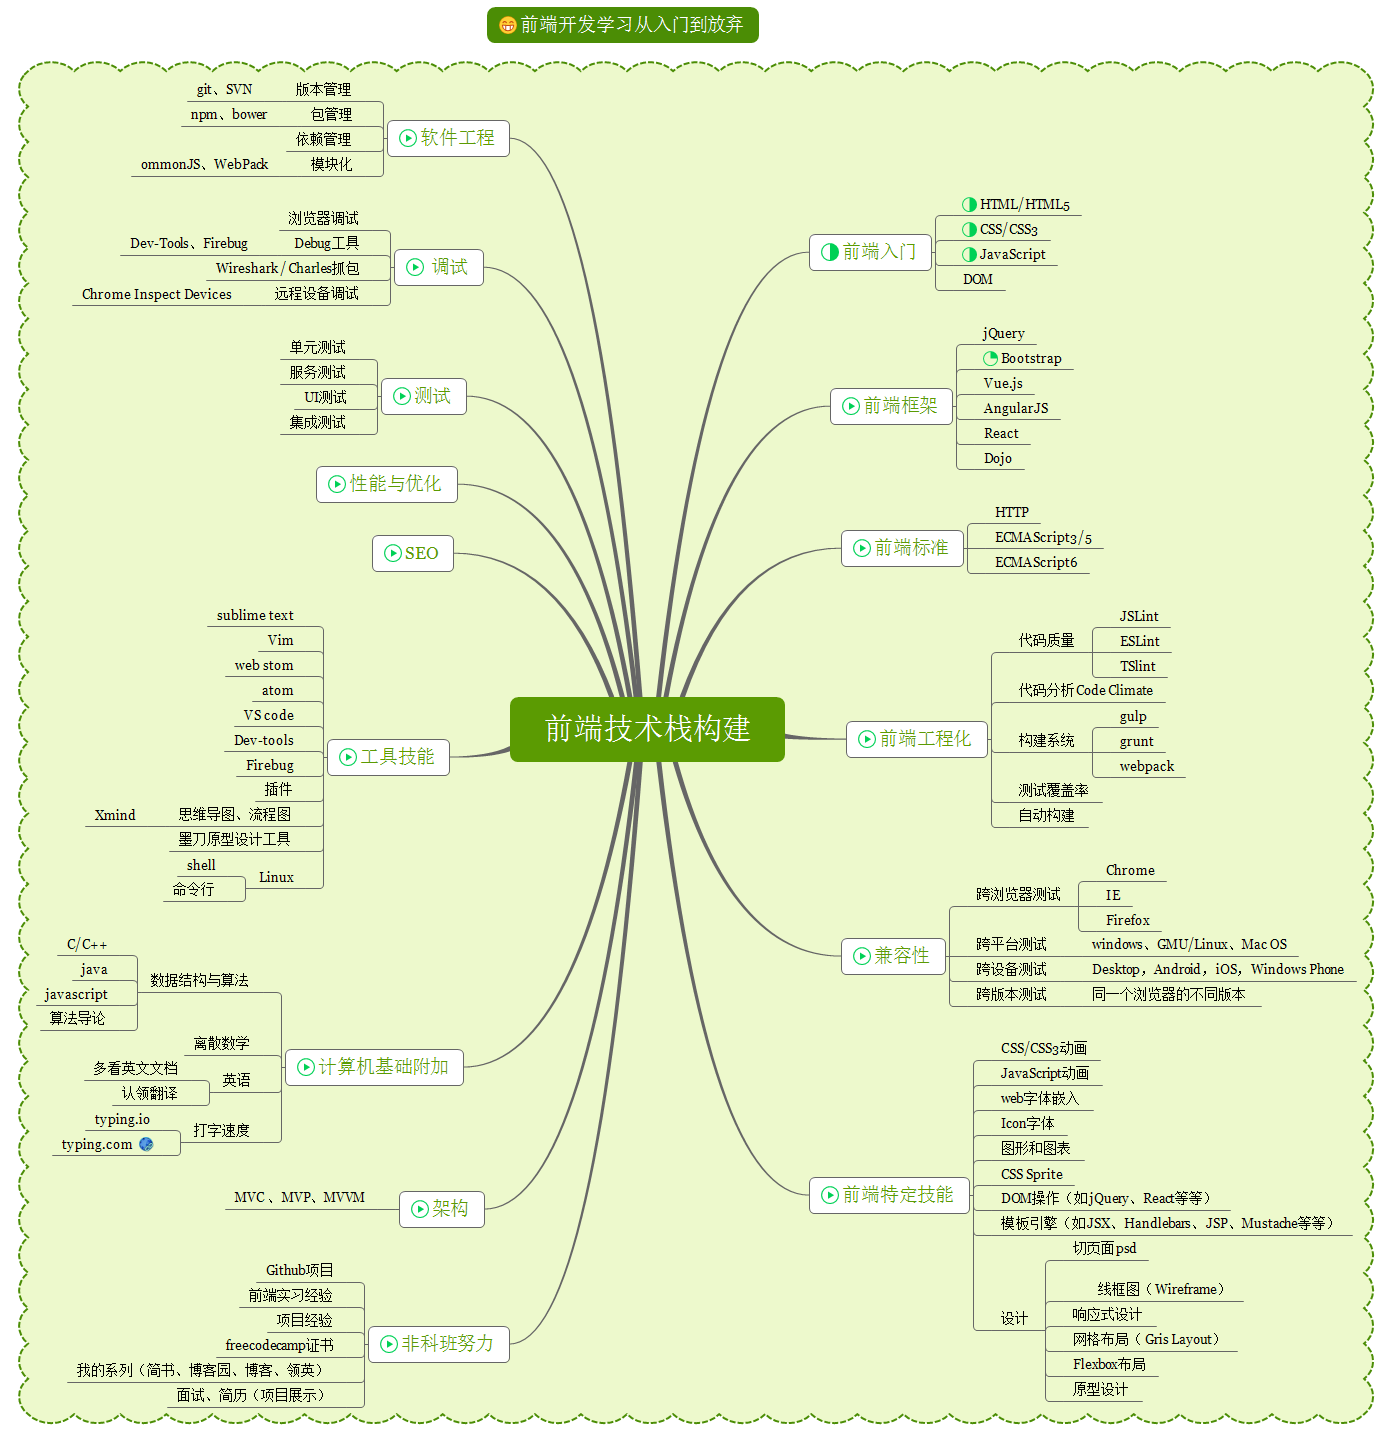 前端开发学习从入门到放弃
前端技术栈构建
前端入门
HTML/HTML5
CSS/CSS3
JavaScript
DOM
前端框架
jQuery
Bootstrap
Vue.js
AngularJS
React
Dojo
前端标准
HTTP
ECMAScript3/5
ECMAScript6
前端工程化
代码质量
JSLint
ESLint
TSlint
代码分析Code Climate
构建系统
gulp
grunt
webpack
测试覆盖率
自动构建
兼容性
跨浏览器测试
Chrome
IE
Firefox
跨平台测试
windows、GMU/Linux、Mac OS
跨设备测试
Desktop，Android，iOS，Windows Phone
跨版本测试
同一个浏览器的不同版本
前端特定技能
CSS/CSS3动画
JavaScript动画
web字体嵌入
Icon字体
图形和图表
CSS Sprite
DOM操作（如jQuery、React等等）
模板引擎（如JSX、Handlebars、JSP、Mustache等等）
设计
切页面psd
线框图（ Wireframe）
响应式设计
网格布局（ Gris Layout）
Flexbox布局
原型设计
软件工程
版本管理
git、SVN
包管理
npm、bower
依赖管理
模块化
ommonJS、WebPack
调试
浏览器调试
Debug工具
Dev-Tools、Firebug
Wireshark / Charles抓包
远程设备调试
Chrome Inspect Devices
测试
单元测试
服务测试
UI测试
集成测试
性能与优化
SEO
工具技能
sublime text
Vim
web stom
atom
VS code
Dev-tools
Firebug
插件
思维导图、流程图
Xmind
墨刀原型设计工具
Linux
shell
命令行
计算机基础附加
数据结构与算法
C/C++
java
javascript
算法导论
离散数学
英语
多看英文文档
认领翻译
打字速度
typing.io
typing.com
架构
MVC 、MVP、MVVM
非科班努力
Github项目
前端实习经验
项目经验
freecodecamp证书
我的系列（简书、博客园、博客、领英）
面试、简历（项目展示）